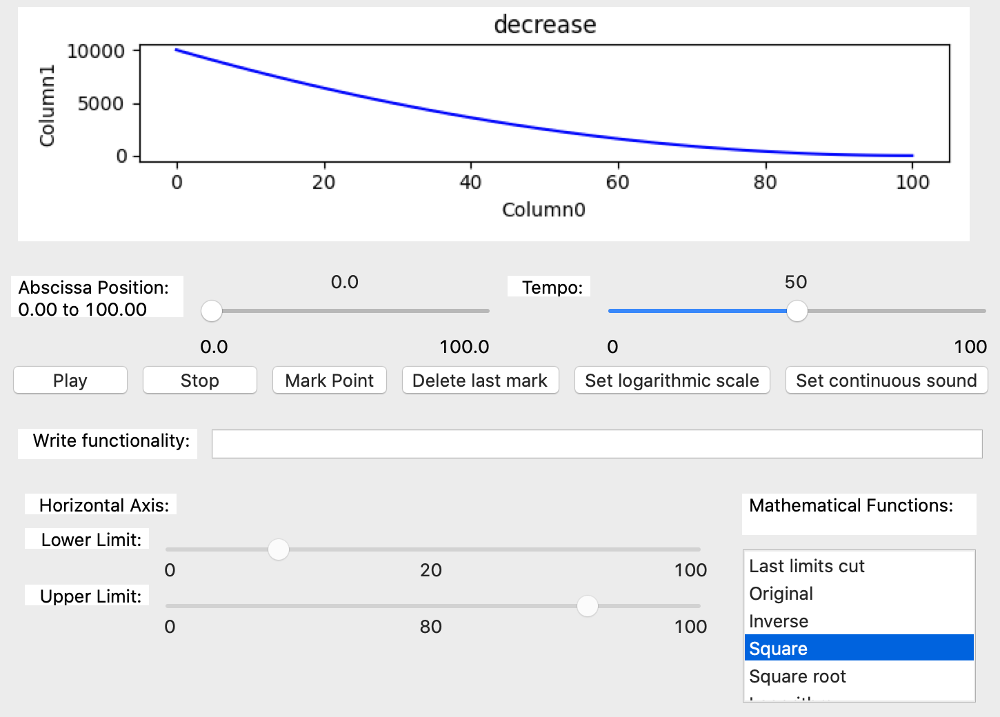 decrease
10000
5000
0
Column1
0 20 40 60 80 100
Column0
Abscissa Position:
0.00 to 100.00
0.0
0.0 100.0
Tempo:
50
0 100
Play Stop Mark Point Delete last mark Set logarithmic scale Set continuous sound
Write functionality:
Horizontal Axis:
Lower Limit:
0 20 100
Upper Limit:
0 80 100
Mathematical Functions:
Last limits cut
Original
Inverse
Square
Square root